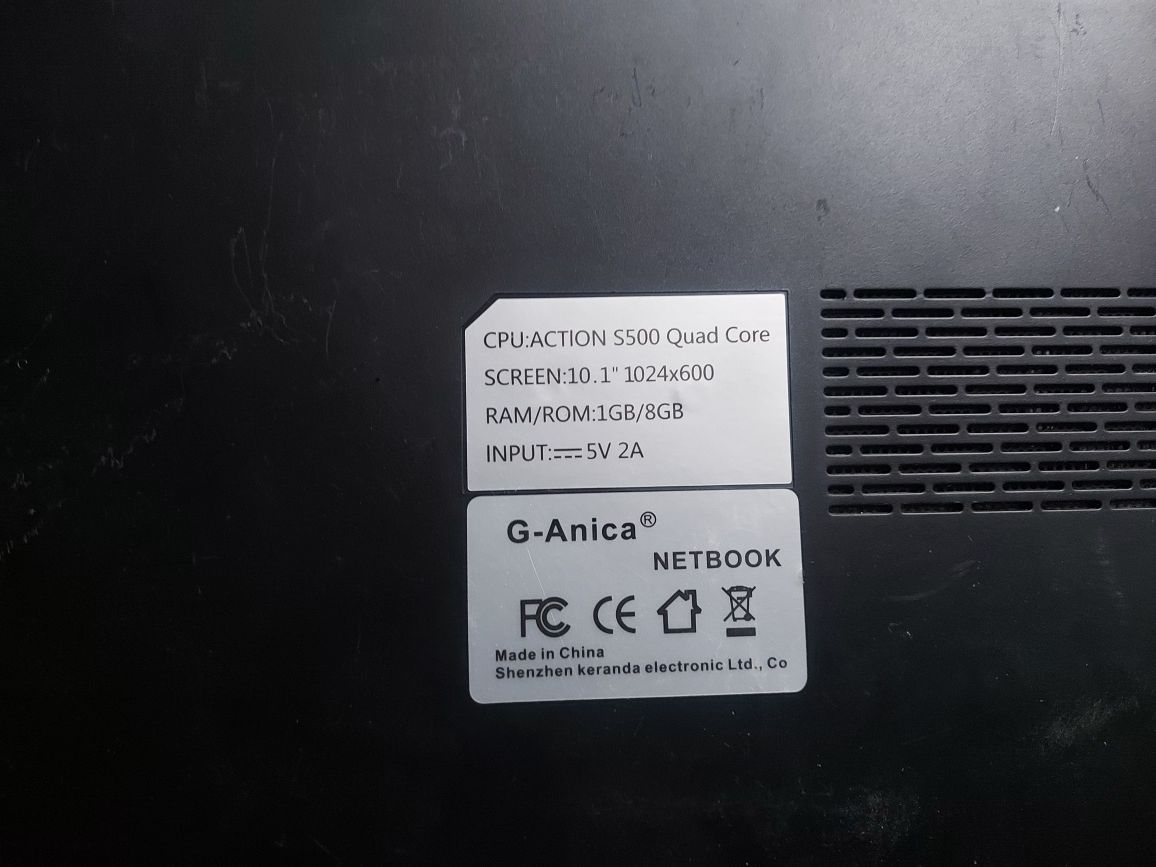 CPU:ACTION S500 Quad Core
SCREEN:10.1" 1024x600
RAM/ROM:1GB/8GB
INPUT:⎓5V 2A
G-Anica®
NETBOOK
FC CE
Made in China
Shenzhen keranda electronic Ltd., Co